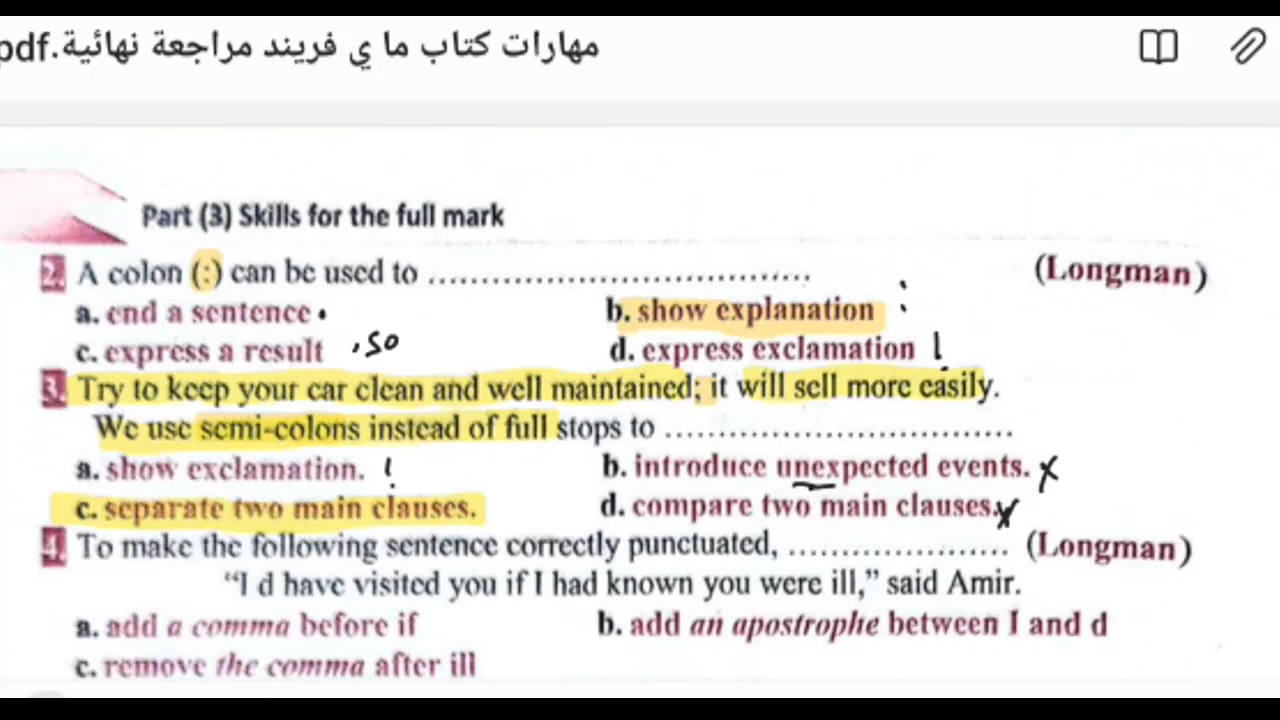 مهارات كتاب ما ي فريند مراجعة نهائية.pdf
Part (3) Skills for the full mark
2. A colon (:) can be used to ........................................ (Longman)
a. end a sentence .
b. show explanation :
c. express a result , so
d. express exclamation !
3. Try to keep your car clean and well maintained; it will sell more easily.
We use semi-colons instead of full stops to ....................................
a. show exclamation. !
b. introduce unexpected events. X
c. separate two main clauses.
d. compare two main clauses. X
4. To make the following sentence correctly punctuated, ....................... (Longman)
“I d have visited you if I had known you were ill,” said Amir.
a. add a comma before if
b. add an apostrophe between I and d
c. remove the comma after ill